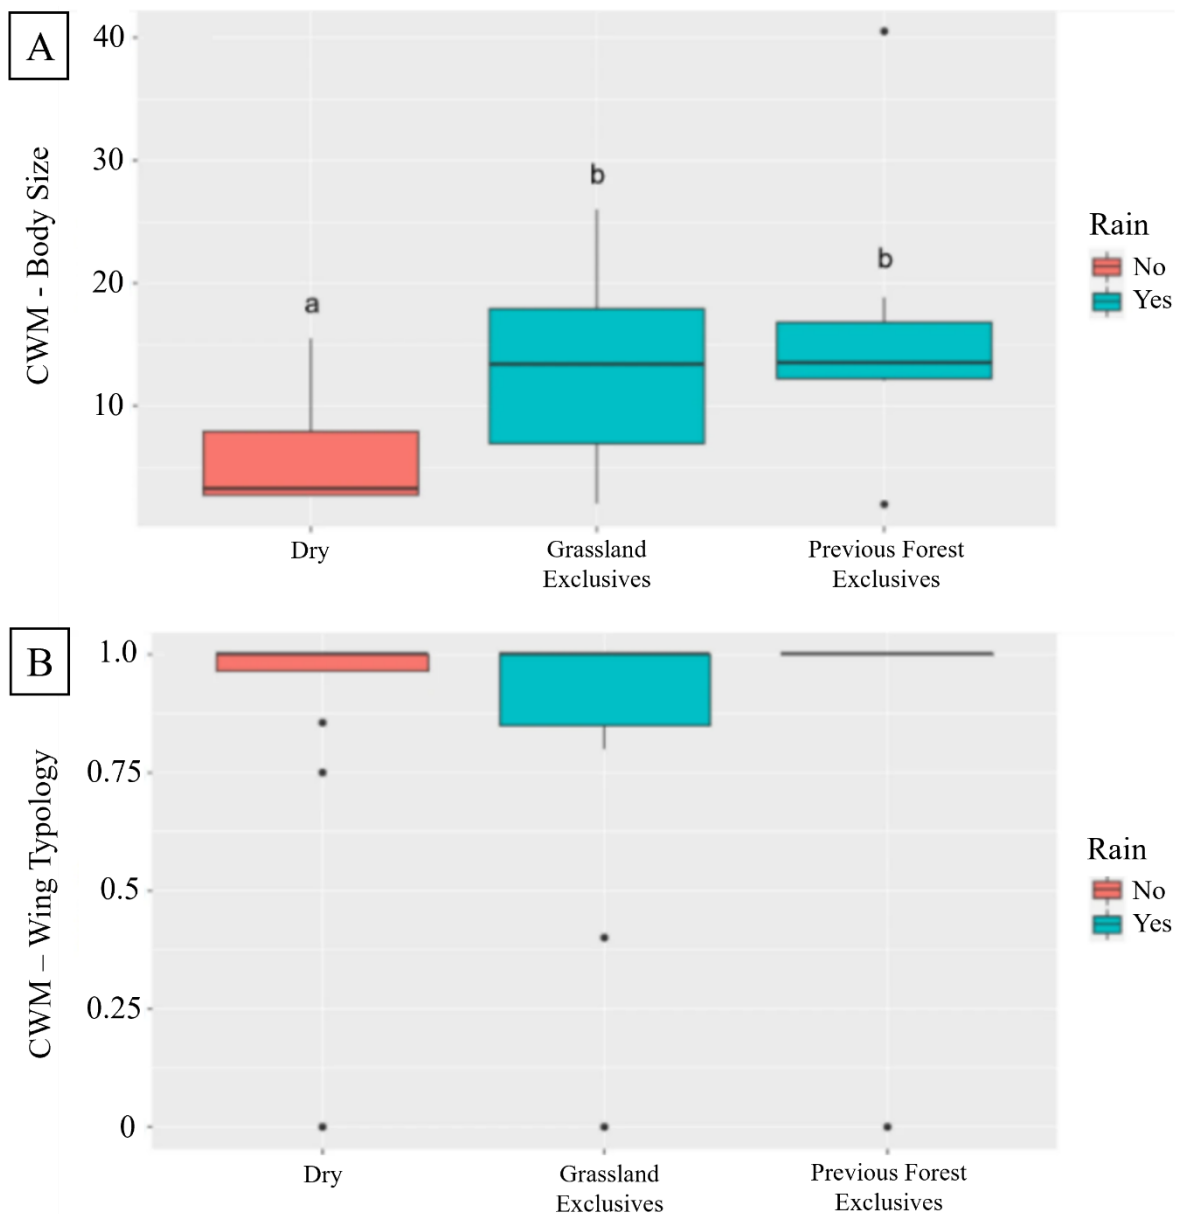 A
CWM - Body Size
40
30
20
10
a
b
b
Dry
Grassland
Exclusives
Previous Forest
Exclusives
Rain
No
Yes
B
CWM – Wing Typology
1.0
0.75
0.5
0.25
0
Dry
Grassland
Exclusives
Previous Forest
Exclusives
Rain
No
Yes